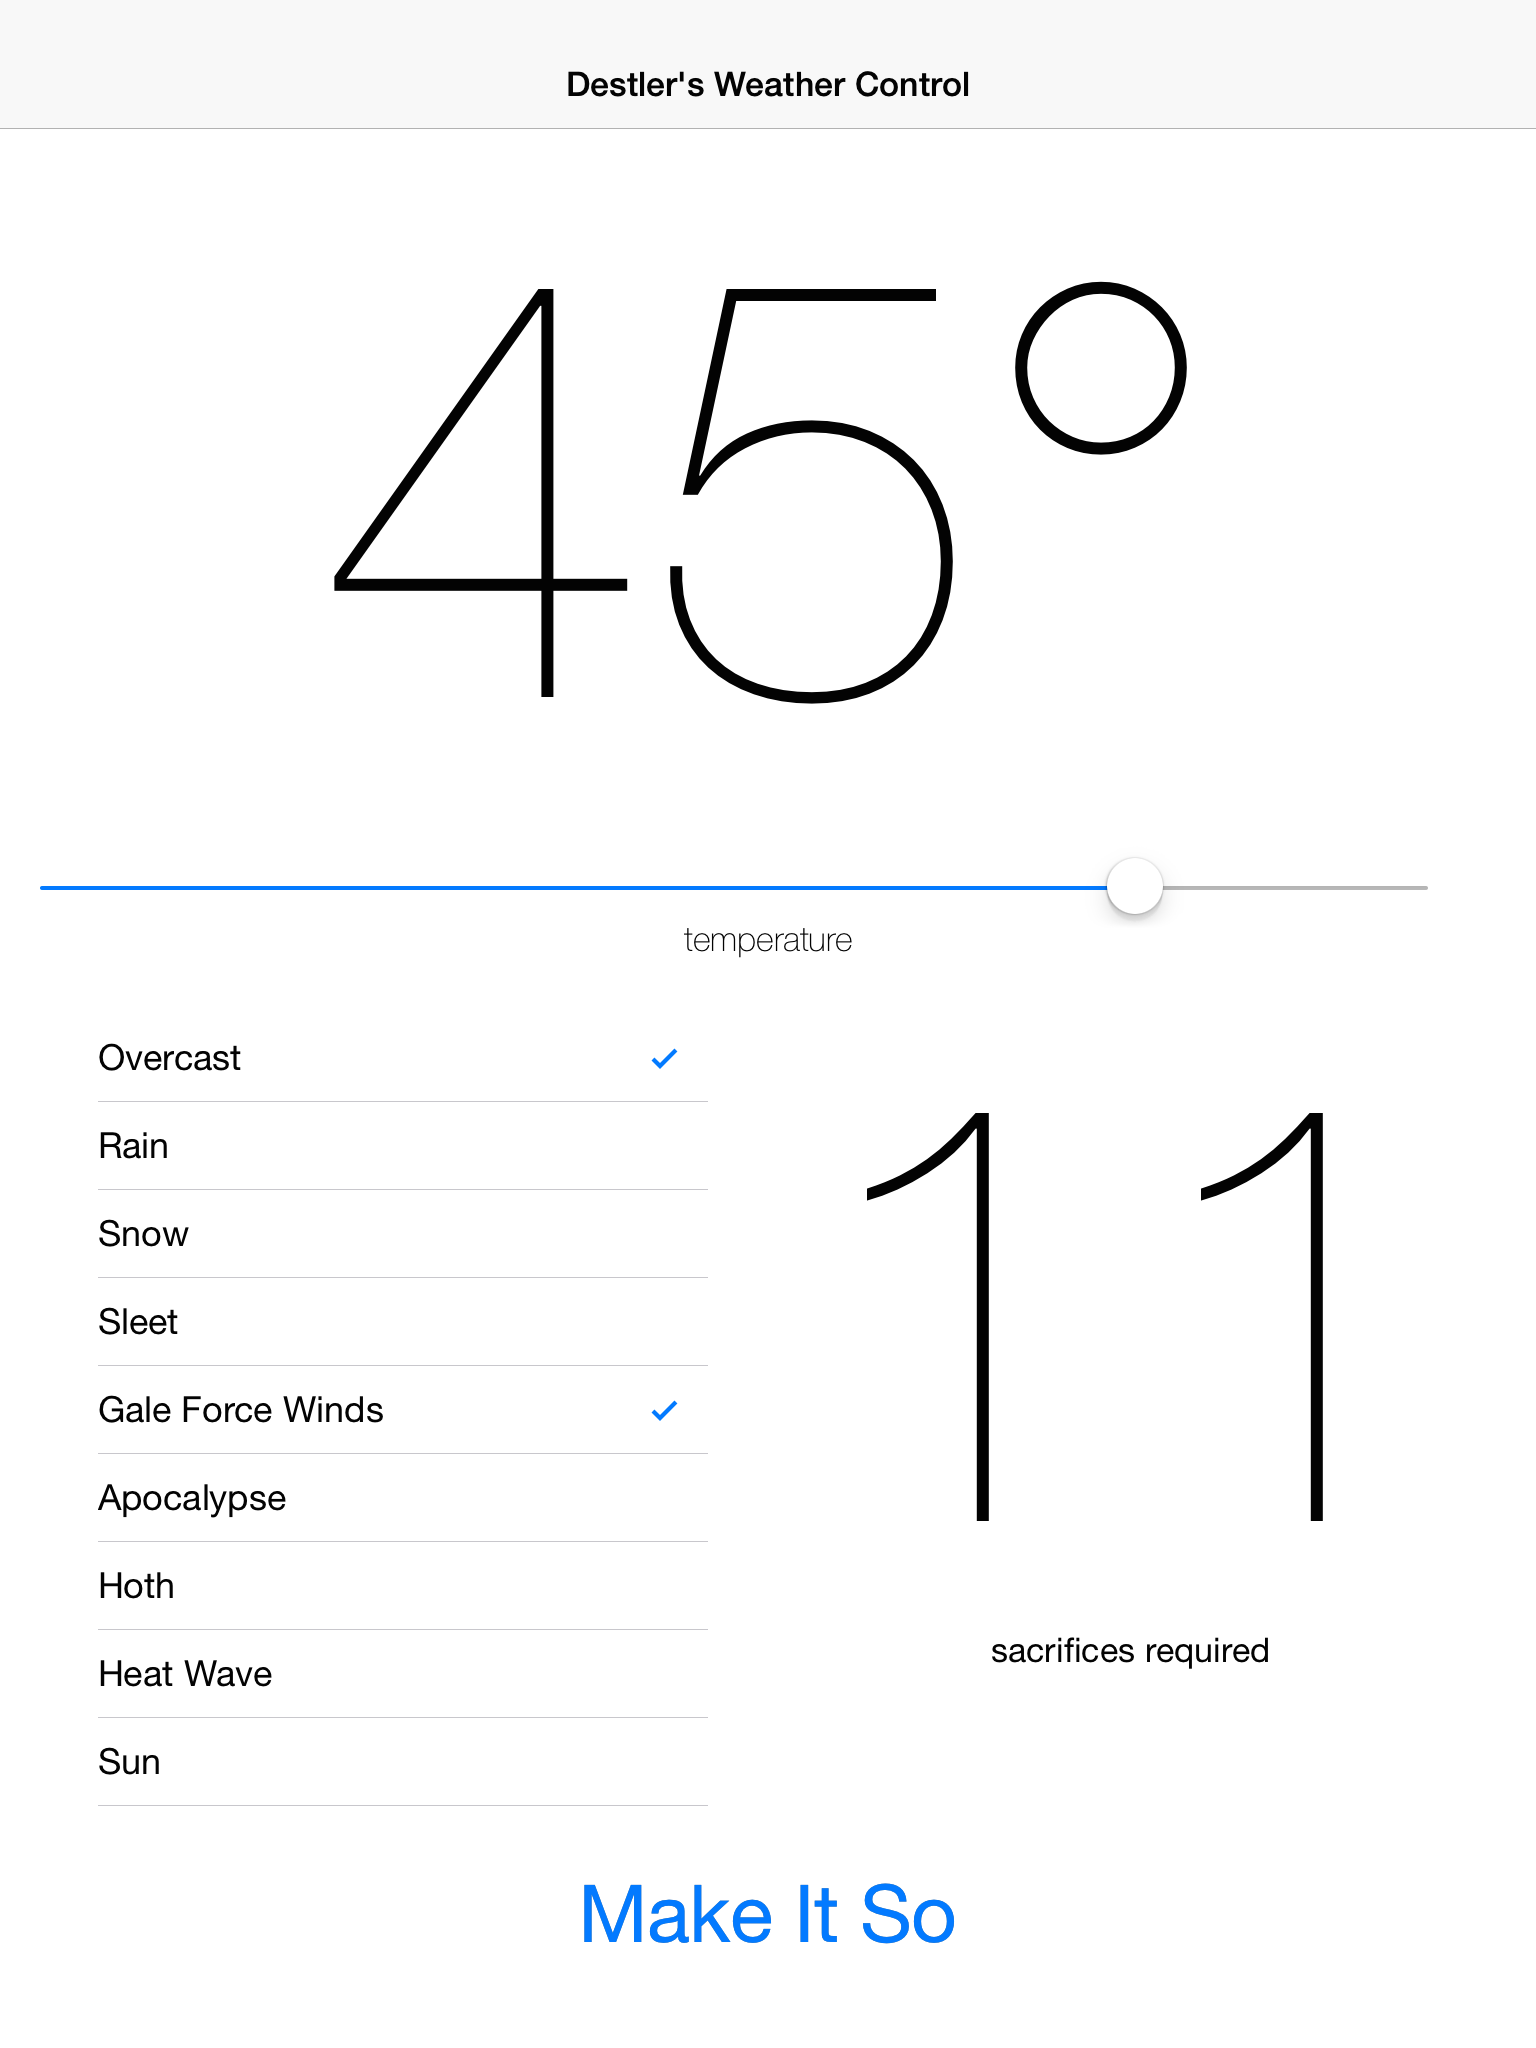 Destler's Weather Control
45°
temperature
Overcast
Rain
Snow
Sleet
Gale Force Winds
Apocalypse
Hoth
Heat Wave
Sun
11
sacrifices required
Make It So